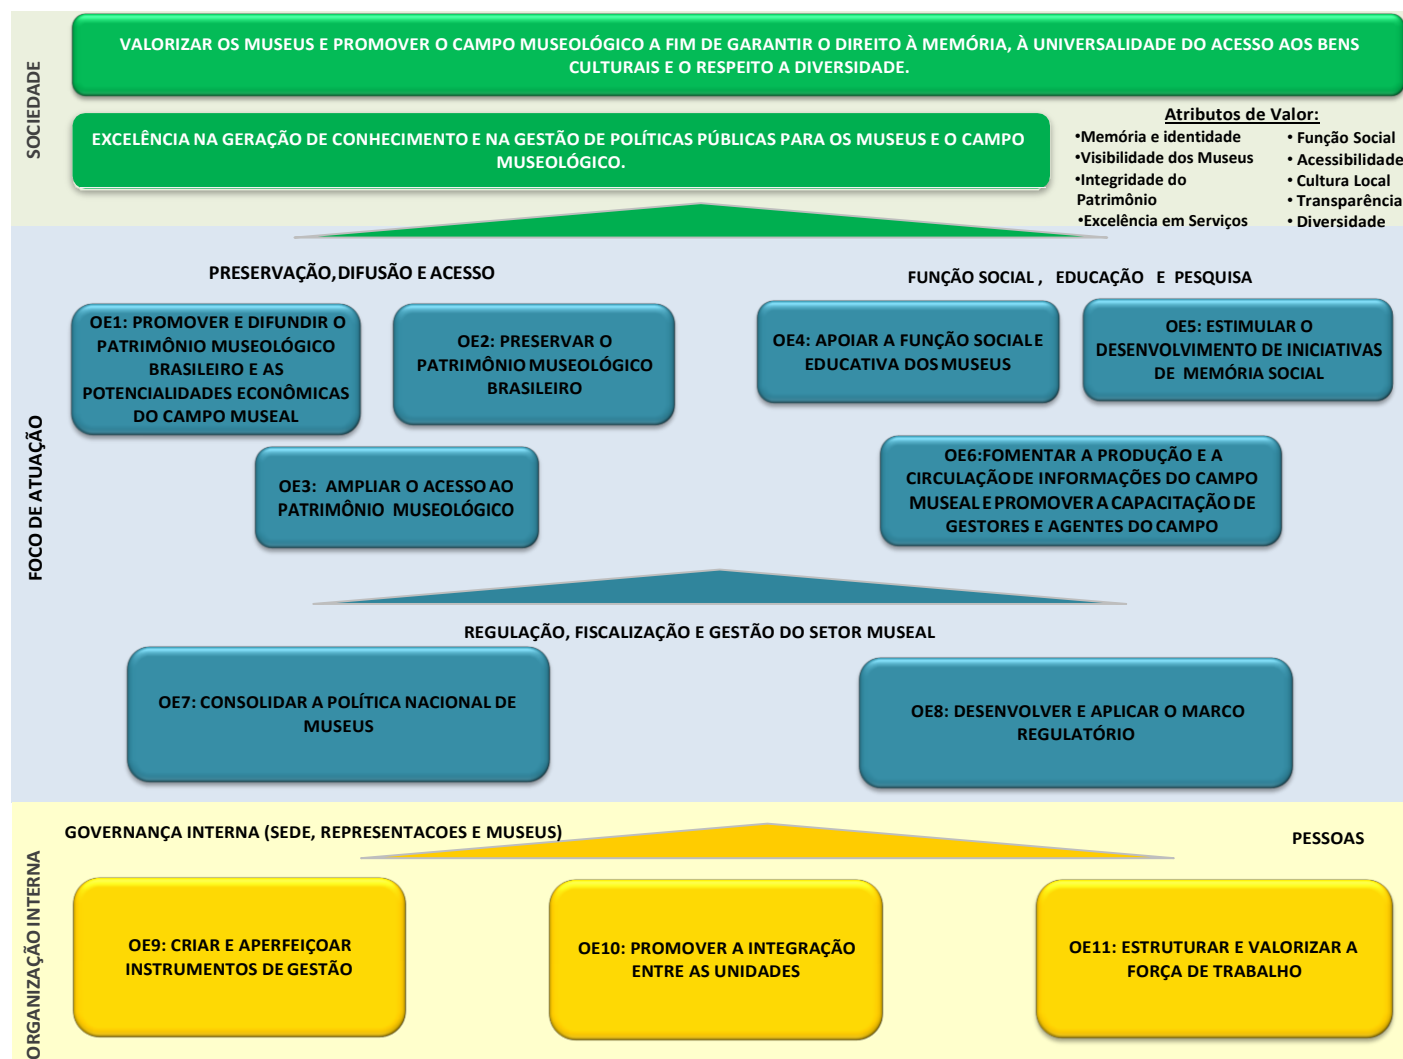 SOCIEDADE
VALORIZAR OS MUSEUS E PROMOVER O CAMPO MUSEOLÓGICO A FIM DE GARANTIR O DIREITO À MEMÓRIA, À UNIVERSALIDADE DO ACESSO AOS BENS
CULTURAIS E O RESPEITO A DIVERSIDADE.
EXCELÊNCIA NA GERAÇÃO DE CONHECIMENTO E NA GESTÃO DE POLÍTICAS PÚBLICAS PARA OS MUSEUS E O CAMPO
MUSEOLÓGICO.
Atributos de Valor:
•Memória e identidade
•Visibilidade dos Museus
•Integridade do
Patrimônio
•Excelência em Serviços
• Função Social
• Acessibilidade
• Cultura Local
• Transparência
• Diversidade
FOCO DE ATUAÇÃO
PRESERVAÇÃO, DIFUSÃO E ACESSO
OE1: PROMOVER E DIFUNDIR O
PATRIMÔNIO MUSEOLÓGICO
BRASILEIRO E AS
POTENCIALIDADES ECONÔMICAS
DO CAMPO MUSEAL
OE2: PRESERVAR O
PATRIMÔNIO MUSEOLÓGICO
BRASILEIRO
OE3: AMPLIAR O ACESSO AO
PATRIMÔNIO MUSEOLÓGICO
FUNÇÃO SOCIAL , EDUCAÇÃO E PESQUISA
OE4: APOIAR A FUNÇÃO SOCIAL E
EDUCATIVA DOS MUSEUS
OE5: ESTIMULAR O
DESENVOLVIMENTO DE INICIATIVAS
DE MEMÓRIA SOCIAL
OE6:FOMENTAR A PRODUÇÃO E A
CIRCULAÇÃO DE INFORMAÇÕES DO CAMPO
MUSEAL E PROMOVER A CAPACITAÇÃO DE
GESTORES E AGENTES DO CAMPO
REGULAÇÃO, FISCALIZAÇÃO E GESTÃO DO SETOR MUSEAL
OE7: CONSOLIDAR A POLÍTICA NACIONAL DE
MUSEUS
OE8: DESENVOLVER E APLICAR O MARCO
REGULATÓRIO
ORGANIZAÇÃO INTERNA
GOVERNANÇA INTERNA (SEDE, REPRESENTACOES E MUSEUS)
PESSOAS
OE9: CRIAR E APERFEIÇOAR
INSTRUMENTOS DE GESTÃO
OE10: PROMOVER A INTEGRAÇÃO
ENTRE AS UNIDADES
OE11: ESTRUTURAR E VALORIZAR A
FORÇA DE TRABALHO